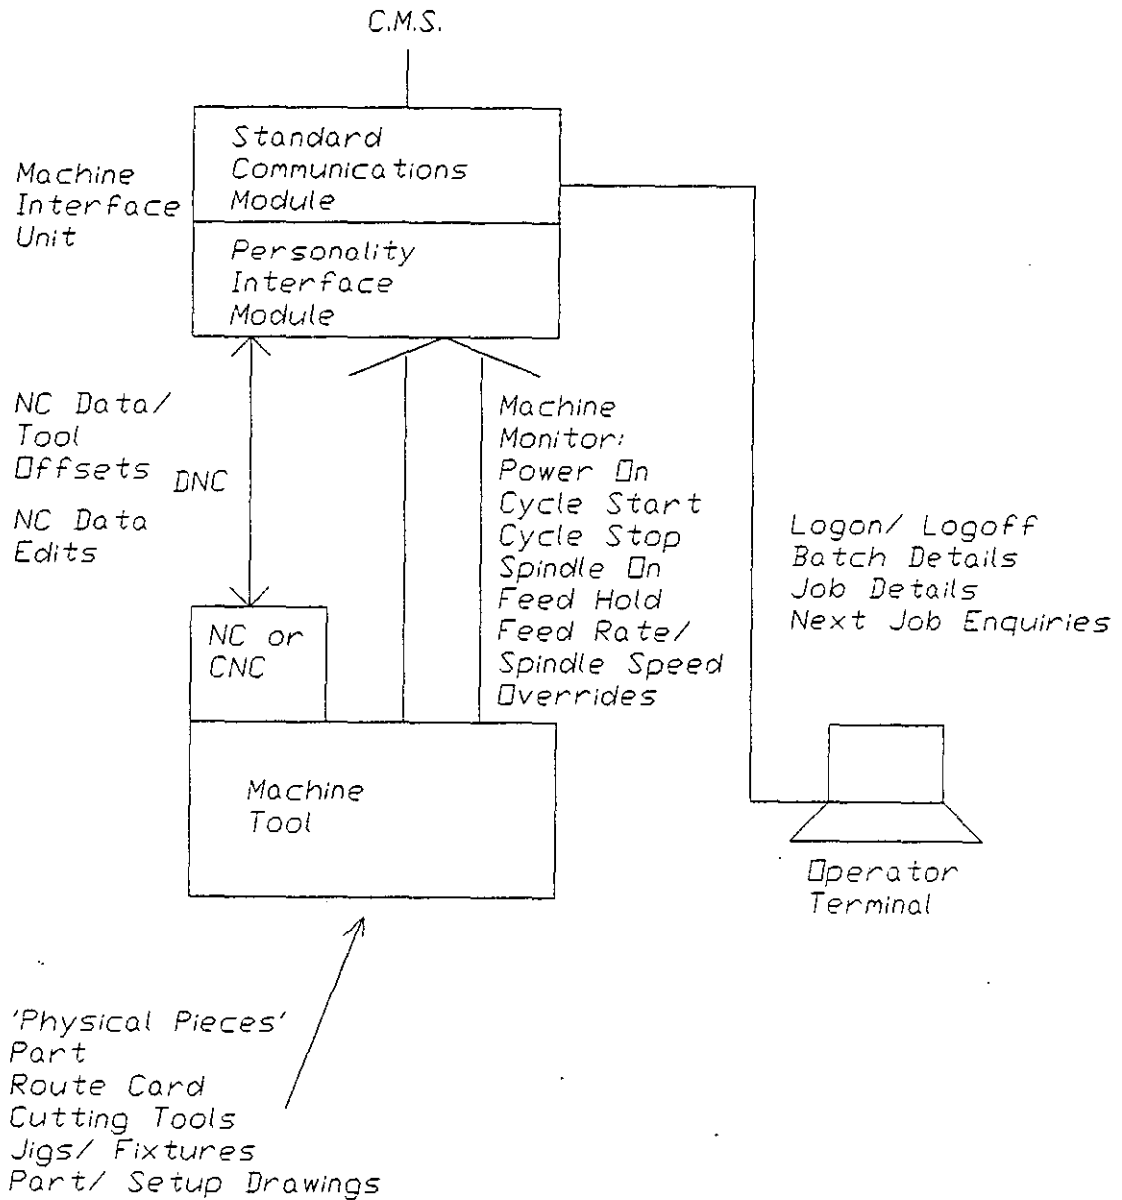 C.M.S.
Standard
Communications
Module
Machine
Interface
Unit
Personality
Interface
Module
NC Data/
Tool
Offsets
DNC
NC Data
Edits
Machine
Monitor:
Power On
Cycle Start
Cycle Stop
Spindle On
Feed Hold
Feed Rate/
Spindle Speed
Overrides
Logon/ Logoff
Batch Details
Job Details
Next Job Enquiries
NC or
CNC
Machine
Tool
Operator
Terminal
'Physical Pieces'
Part
Route Card
Cutting Tools
Jigs/ Fixtures
Part/ Setup Drawings